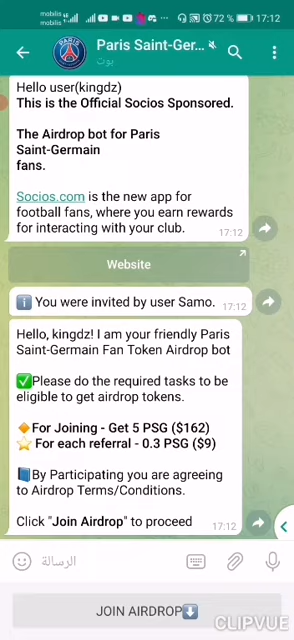 mobilis
mobilis
72 %
17:12
Paris Saint-Ger...
بوت
Hello user(kingdz)
This is the Official Socios Sponsored.
The Airdrop bot for Paris
Saint-Germain
fans.
Socios.com is the new app for
football fans, where you earn rewards
for interacting with your club.
17:12
Website
You were invited by user Samo.
17:12
Hello, kingdz! I am your friendly Paris
Saint-Germain Fan Token Airdrop bot
Please do the required tasks to be
eligible to get airdrop tokens.
For Joining - Get 5 PSG ($162)
For each referral - 0.3 PSG ($9)
By Participating you are agreeing
to Airdrop Terms/Conditions.
Click "Join Airdrop" to proceed
17:12
الرسالة
JOIN AIRDROP
CLIPVUE